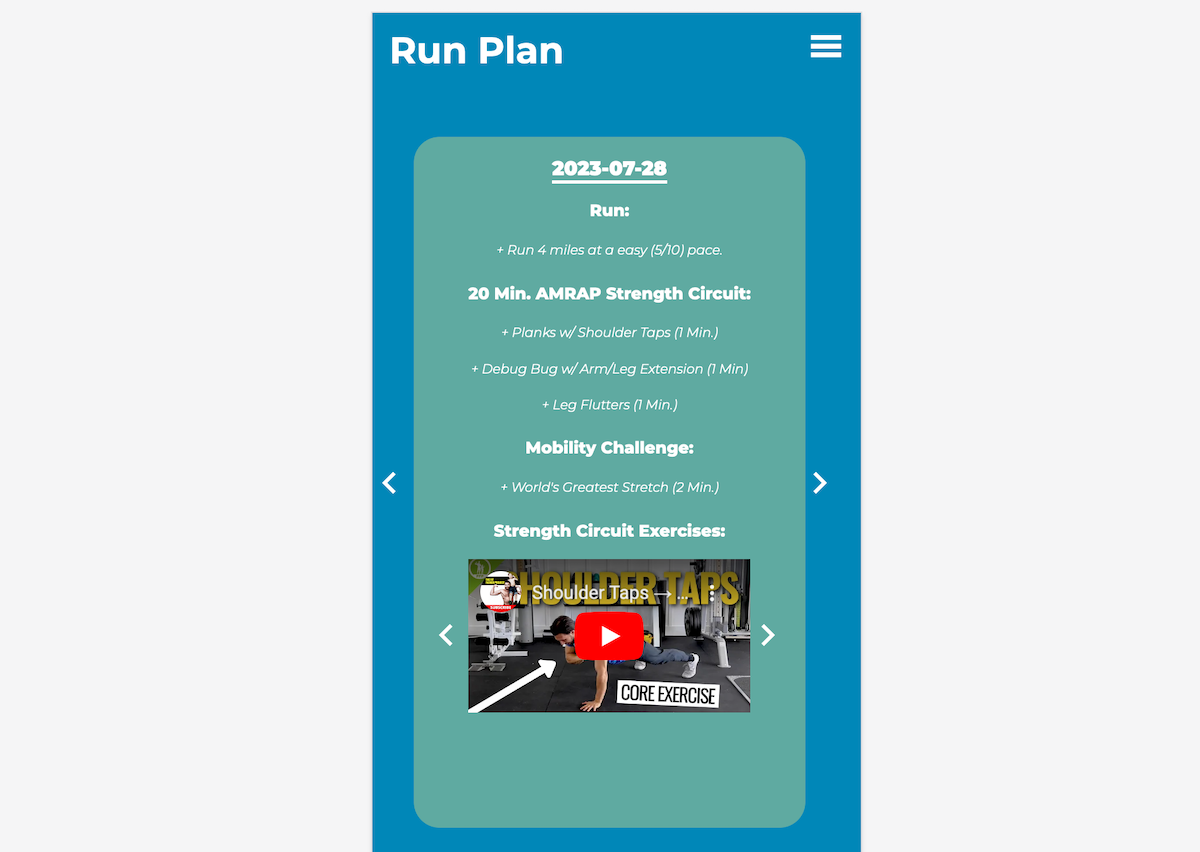 Run Plan
2023-07-28
Run:
+ Run 4 miles at a easy (5/10) pace.
20 Min. AMRAP Strength Circuit:
+ Planks w/ Shoulder Taps (1 Min.)
+ Debug Bug w/ Arm/Leg Extension (1 Min)
+ Leg Flutters (1 Min.)
Mobility Challenge:
+ World's Greatest Stretch (2 Min.)
Strength Circuit Exercises:
SHOULDER TAPS
Shoulder Taps → ...
SUBSCRIBE
CORE EXERCISE